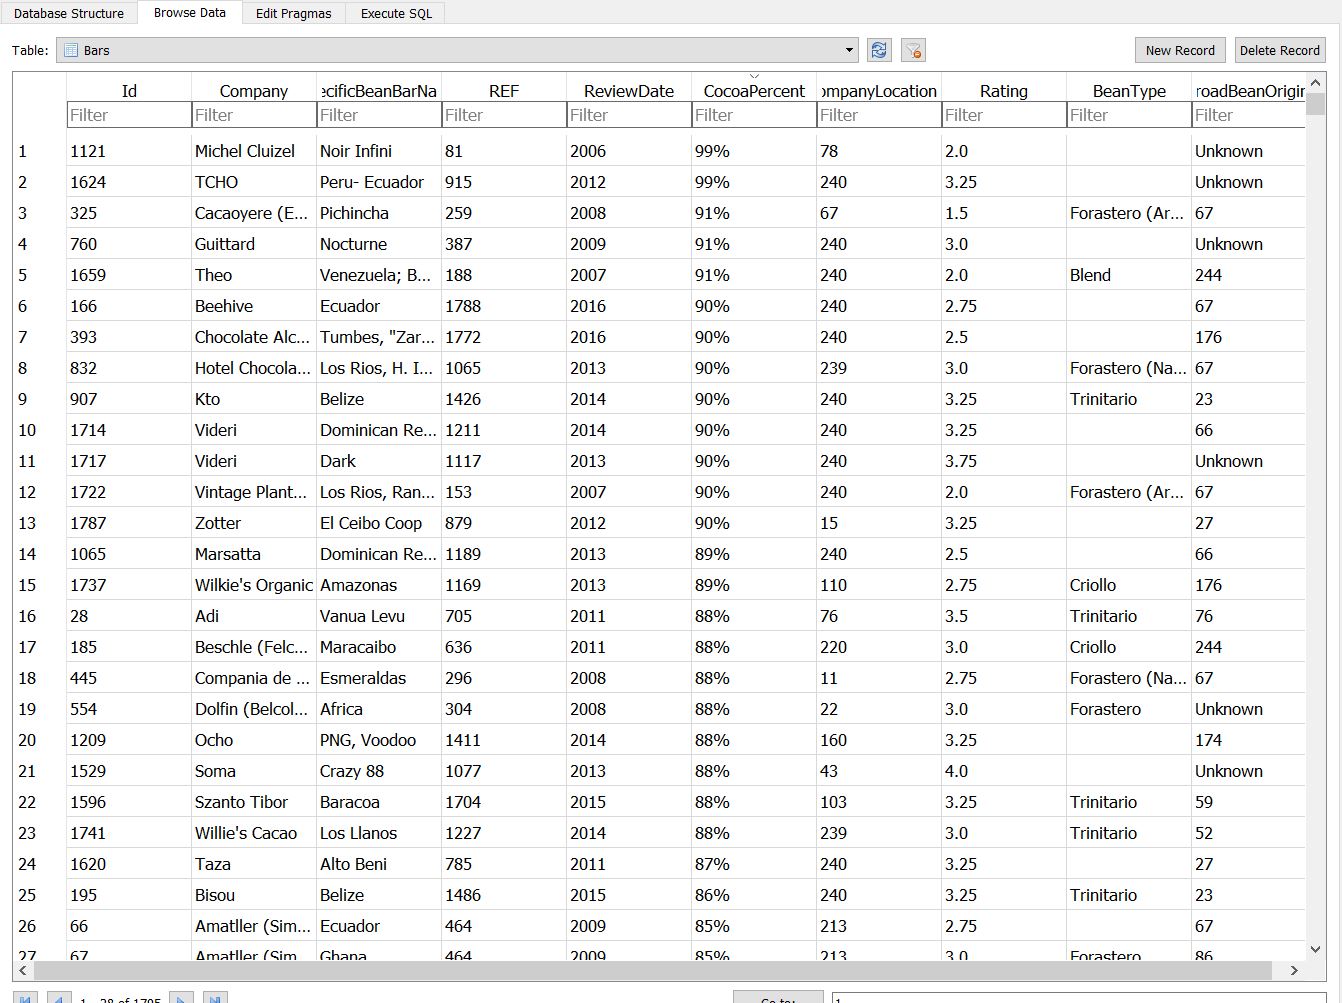 Database Structure Browse Data Edit Pragmas Execute SQL
Table: Bars New Record Delete Record
Id Company ecificBeanBarNa REF ReviewDate CocoaPercent ompanyLocation Rating BeanType roadBeanOrigin
Filter Filter Filter Filter Filter Filter Filter Filter Filter Filter
1 1121 Michel Cluizel Noir Infini 81 2006 99% 78 2.0 Unknown
2 1624 TCHO Peru- Ecuador 915 2012 99% 240 3.25 Unknown
3 325 Cacaoyere (E... Pichincha 259 2008 91% 67 1.5 Forastero (Ar... 67
4 760 Guittard Nocturne 387 2009 91% 240 3.0 Unknown
5 1659 Theo Venezuela; B... 188 2007 91% 240 2.0 Blend 244
6 166 Beehive Ecuador 1788 2016 90% 240 2.75 67
7 393 Chocolate Alc... Tumbes, "Zar... 1772 2016 90% 240 2.5 176
8 832 Hotel Chocola... Los Rios, H. I... 1065 2013 90% 239 3.0 Forastero (Na... 67
9 907 Kto Belize 1426 2014 90% 240 3.25 Trinitario 23
10 1714 Videri Dominican Re... 1211 2014 90% 240 3.25 66
11 1717 Videri Dark 1117 2013 90% 240 3.75 Unknown
12 1722 Vintage Plant... Los Rios, Ran... 153 2007 90% 240 2.0 Forastero (Ar... 67
13 1787 Zotter El Ceibo Coop 879 2012 90% 15 3.25 27
14 1065 Marsatta Dominican Re... 1189 2013 89% 240 2.5 66
15 1737 Wilkie's Organic Amazonas 1169 2013 89% 110 2.75 Criollo 176
16 28 Adi Vanua Levu 705 2011 88% 76 3.5 Trinitario 76
17 185 Beschle (Felc... Maracaibo 636 2011 88% 220 3.0 Criollo 244
18 445 Compania de ... Esmeraldas 296 2008 88% 11 2.75 Forastero (Na... 67
19 554 Dolfin (Belcol... Africa 304 2008 88% 22 3.0 Forastero Unknown
20 1209 Ocho PNG, Voodoo 1411 2014 88% 160 3.25 174
21 1529 Soma Crazy 88 1077 2013 88% 43 4.0 Unknown
22 1596 Szanto Tibor Baracoa 1704 2015 88% 103 3.25 Trinitario 59
23 1741 Willie's Cacao Los Llanos 1227 2014 88% 239 3.0 Trinitario 52
24 1620 Taza Alto Beni 785 2011 87% 240 3.25 27
25 195 Bisou Belize 1486 2015 86% 240 3.25 Trinitario 23
26 66 Amatller (Sim... Ecuador 464 2009 85% 213 2.75 67
27 67 Amatller (Sim... Ghana 464 2009 85% 213 3.0 Forastero 86
1 - 28 of 1795 Go to: 1